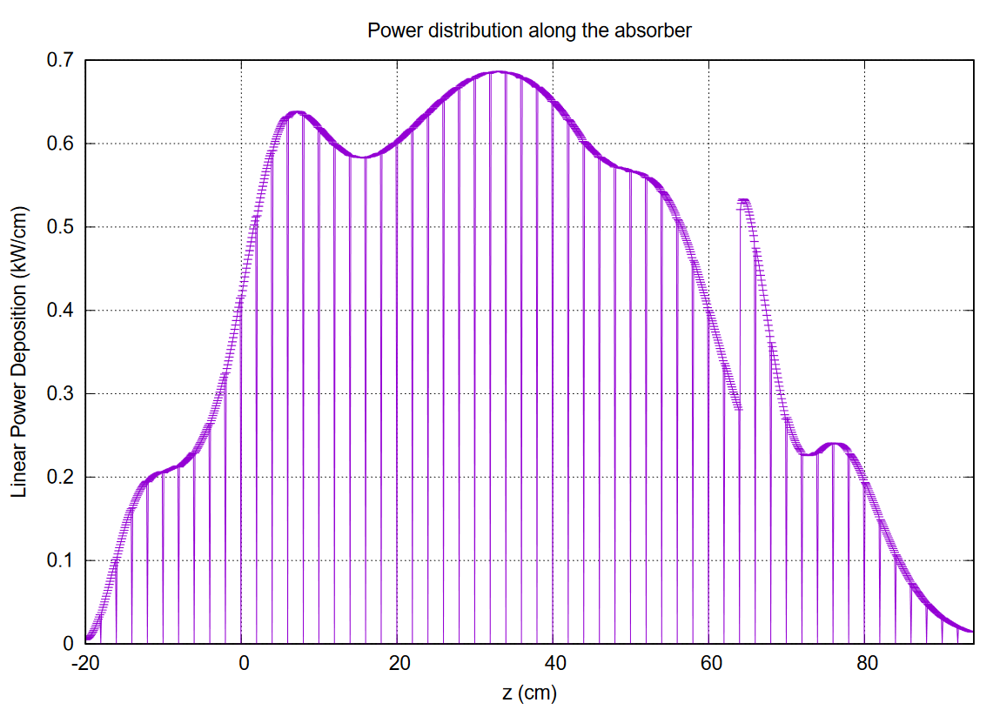 Power distribution along the absorber
Linear Power Deposition (kW/cm)
0.7
0.6
0.5
0.4
0.3
0.2
0.1
0
-20 0 20 40 60 80
z (cm)